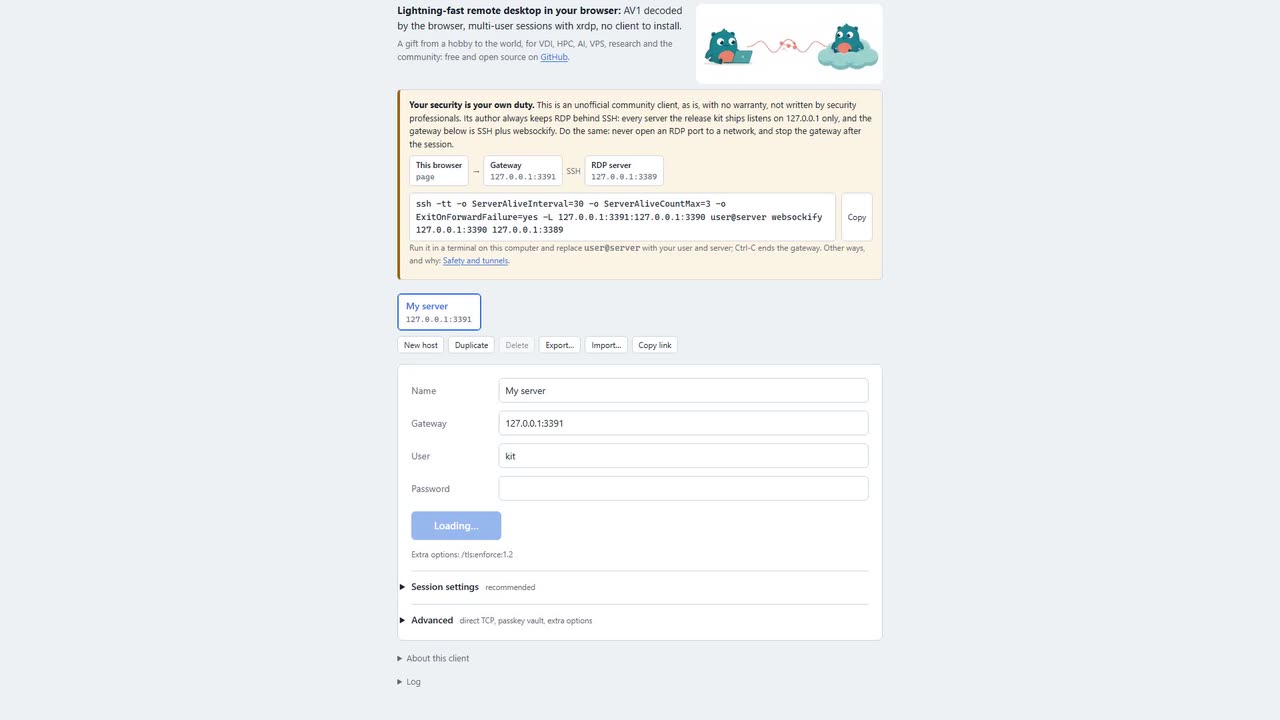 Lightning-fast remote desktop in your browser: AV1 decoded
by the browser, multi-user sessions with xrdp, no client to install.
A gift from a hobby to the world, for VDI, HPC, AI, VPS, research and the
community: free and open source on GitHub.
Your security is your own duty. This is an unofficial community client, as is, with no warranty, not written by security
professionals. Its author always keeps RDP behind SSH: every server the release kit ships listens on 127.0.0.1 only, and the
gateway below is SSH plus websockify. Do the same: never open an RDP port to a network, and stop the gateway after
the session.
This browser
page
→
Gateway
127.0.0.1:3391
SSH
RDP server
127.0.0.1:3389
ssh -tt -o ServerAliveInterval=30 -o ServerAliveCountMax=3 -o
ExitOnForwardFailure=yes -L 127.0.0.1:3391:127.0.0.1:3390 user@server websockify
127.0.0.1:3390 127.0.0.1:3389
Copy
Run it in a terminal on this computer and replace user@server with your user and server; Ctrl-C ends the gateway. Other ways,
and why: Safety and tunnels.
My server
127.0.0.1:3391
New host Duplicate Delete Export... Import... Copy link
Name My server
Gateway 127.0.0.1:3391
User kit
Password
Loading...
Extra options: /tls:enforce:1.2
Session settings recommended
Advanced direct TCP, passkey vault, extra options
About this client
Log